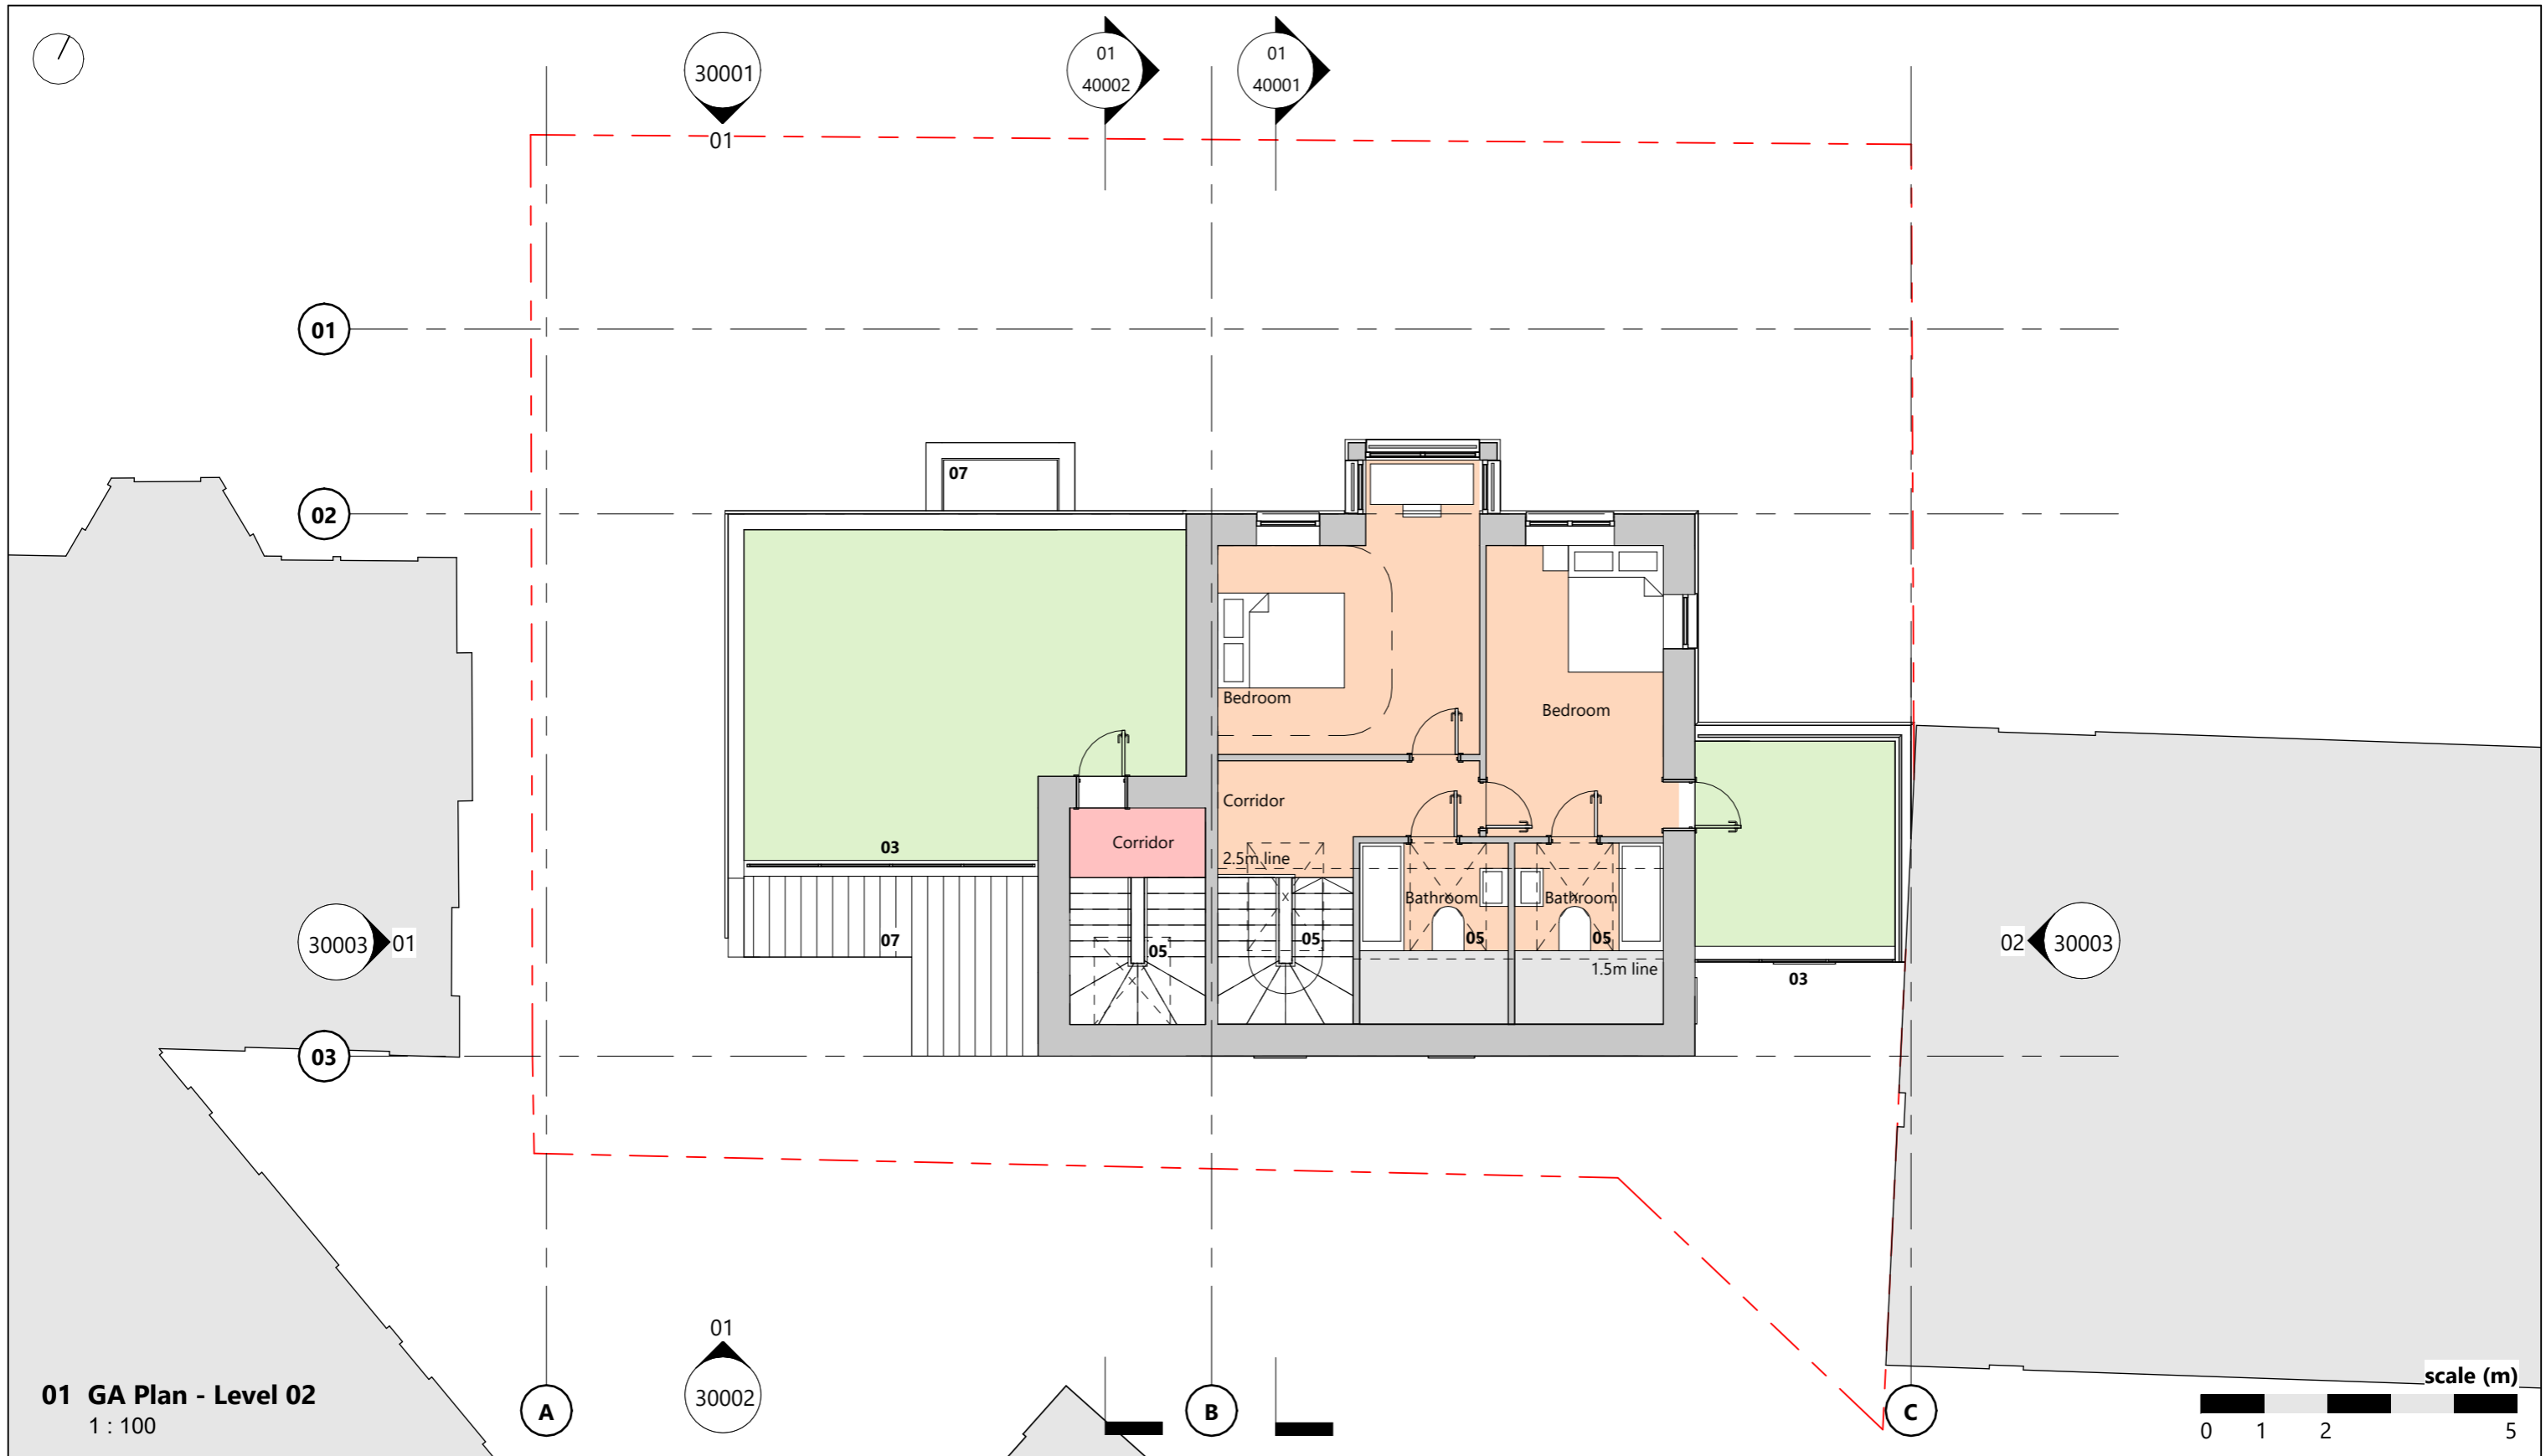 30001
01
01
40002
01
40001
01
02
07
Bedroom
Bedroom
Corridor
Corridor
03
2.5m line
Bathroom
Bathroom
07
05
05
05
05
1.5m line
03
30003
01
02
30003
03
01
30002
A
B
C
01 GA Plan - Level 02
1 : 100
scale (m)
0 1 2 5